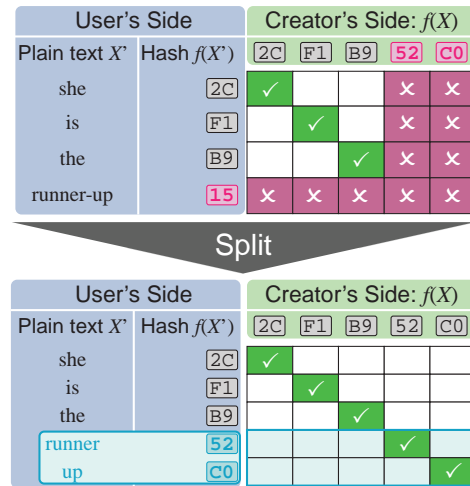 User's Side Creator's Side: f(X)
Plain text X' Hash f(X') 2C F1 B9 52 C0
she 2C ✓ x x
is F1 ✓ x x
the B9 ✓ x x
runner-up 15 x x x x x
Split
User's Side Creator's Side: f(X)
Plain text X' Hash f(X') 2C F1 B9 52 C0
she 2C ✓
is F1 ✓
the B9 ✓
runner 52 ✓
up C0 ✓